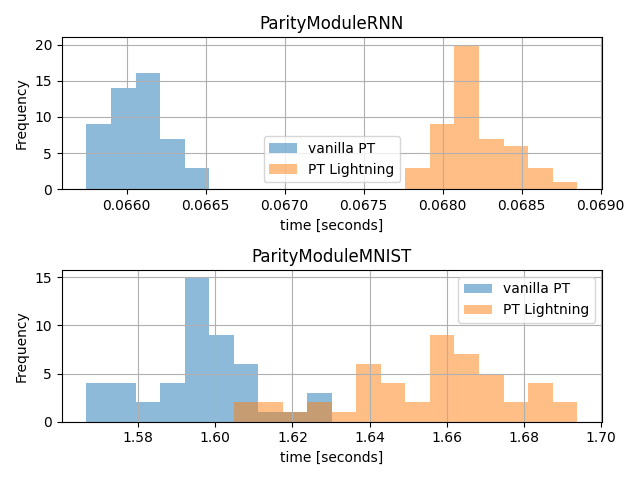 ParityModuleRNN
20
15
10
5
0
Frequency
vanilla PT
PT Lightning
0.0660 0.0665 0.0670 0.0675 0.0680 0.0685 0.0690
time [seconds]
ParityModuleMNIST
15
10
5
0
Frequency
vanilla PT
PT Lightning
1.58 1.60 1.62 1.64 1.66 1.68 1.70
time [seconds]